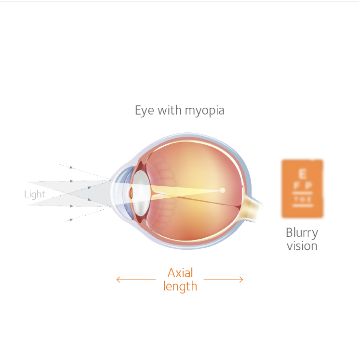 Eye with myopia
Light
E
F P
Blurry
vision
Axial
length